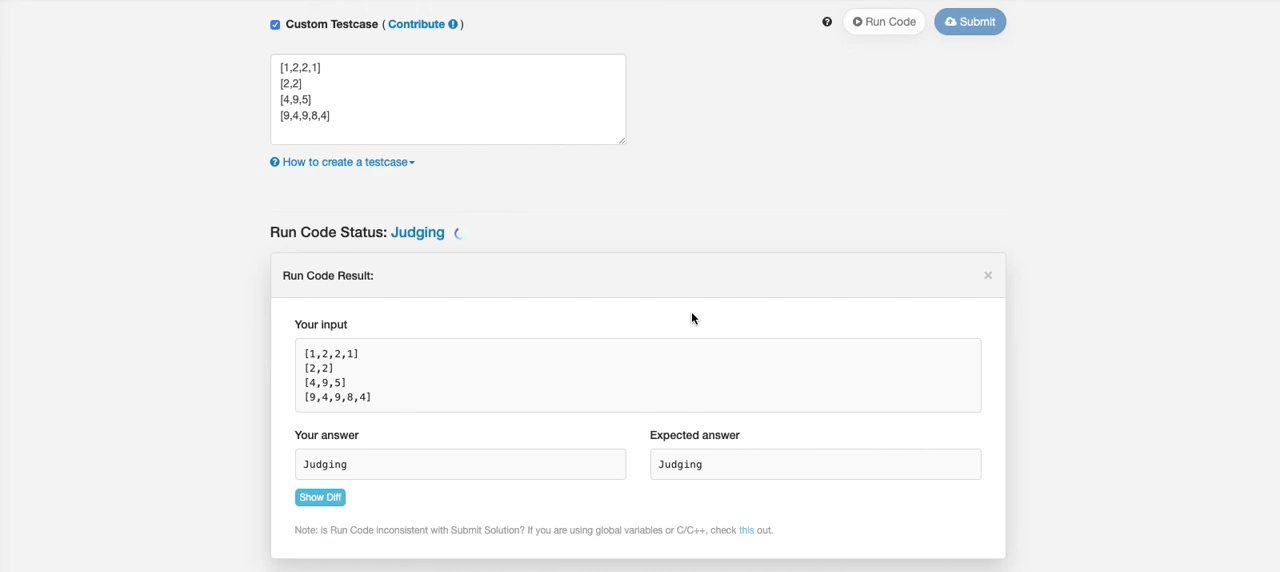 Custom Testcase ( Contribute )
Run Code
Submit
[1,2,2,1]
[2,2]
[4,9,5]
[9,4,9,8,4]
How to create a testcase
Run Code Status: Judging
Run Code Result:
Your input
[1,2,2,1]
[2,2]
[4,9,5]
[9,4,9,8,4]
Your answer
Expected answer
Judging
Judging
Show Diff
Note: is Run Code inconsistent with Submit Solution? If you are using global variables or C/C++, check this out.